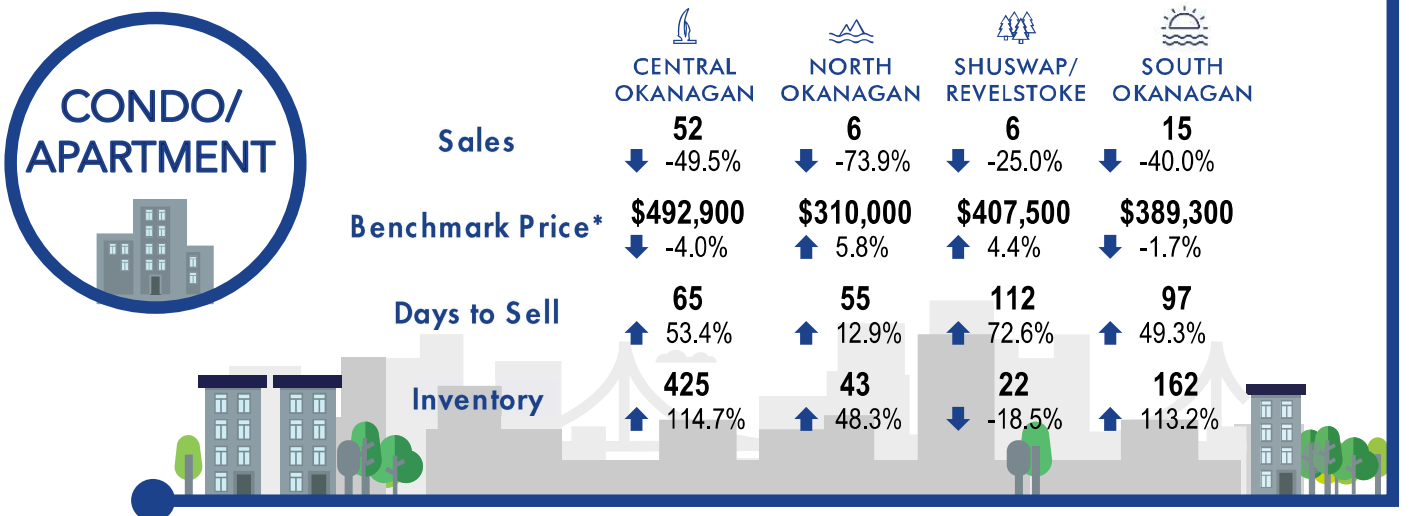 CONDO/
APARTMENT
CENTRAL OKANAGAN
NORTH OKANAGAN
SHUSWAP/ REVELSTOKE
SOUTH OKANAGAN
Sales
52 6 6 15
-49.5% -73.9% -25.0% -40.0%
Benchmark Price*
$492,900 $310,000 $407,500 $389,300
-4.0% 5.8% 4.4% -1.7%
Days to Sell
65 55 112 97
53.4% 12.9% 72.6% 49.3%
Inventory
425 43 22 162
114.7% 48.3% -18.5% 113.2%